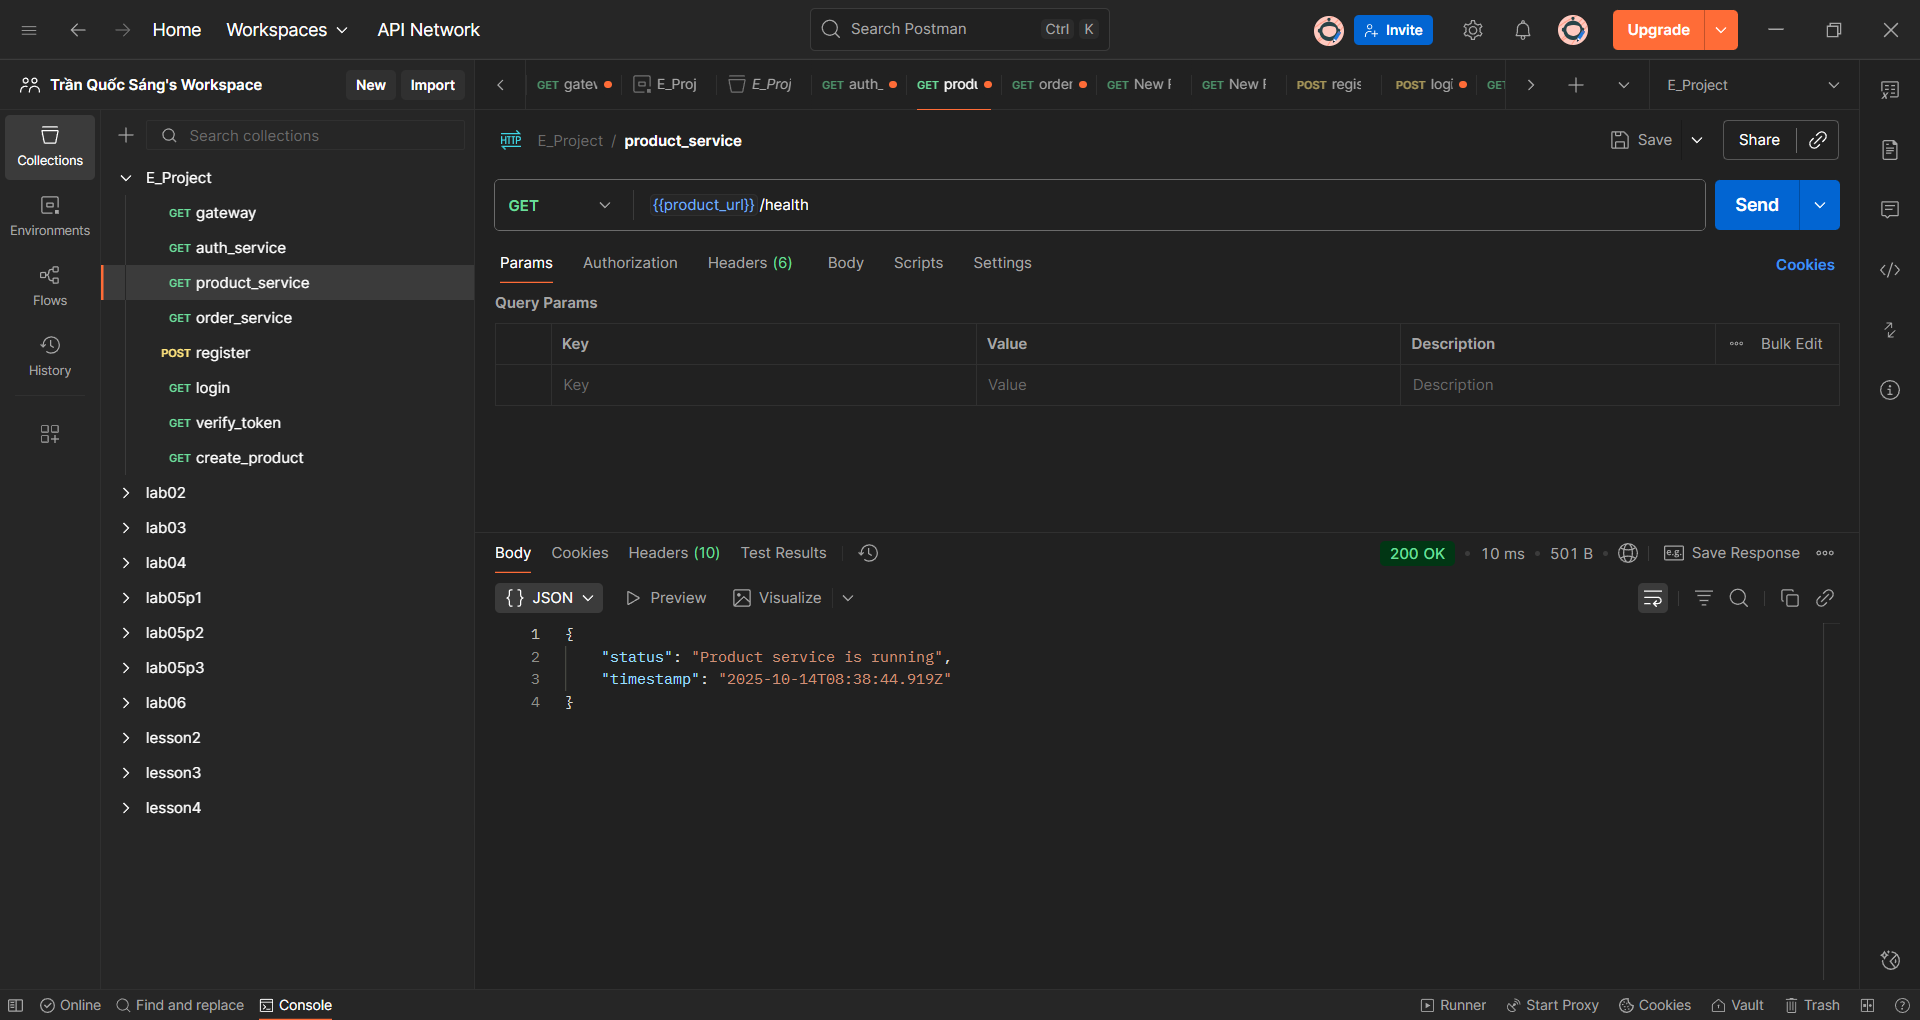 Home Workspaces API Network Search Postman Ctrl K Invite Upgrade
Trần Quốc Sáng's Workspace New Import
GET gatew E_Proj E_Proj GET auth_ GET produ GET order GET New F GET New F POST regis POST logi GET E_Project
Collections
Environments
Flows
History
Search collections
E_Project
GET gateway
GET auth_service
GET product_service
GET order_service
POST register
GET login
GET verify_token
GET create_product
lab02
lab03
lab04
lab05p1
lab05p2
lab05p3
lab06
lesson2
lesson3
lesson4
HTTP E_Project / product_service Save Share
GET {{product_url}} /health Send
Params Authorization Headers (6) Body Scripts Settings Cookies
Query Params
Key Value Description Bulk Edit
Key Value Description
Body Cookies Headers (10) Test Results 200 OK 10 ms 501 B e.g. Save Response
{} JSON Preview Visualize
1 {
2 "status": "Product service is running",
3 "timestamp": "2025-10-14T08:38:44.919Z"
4 }
Online Find and replace Console Runner Start Proxy Cookies Vault Trash